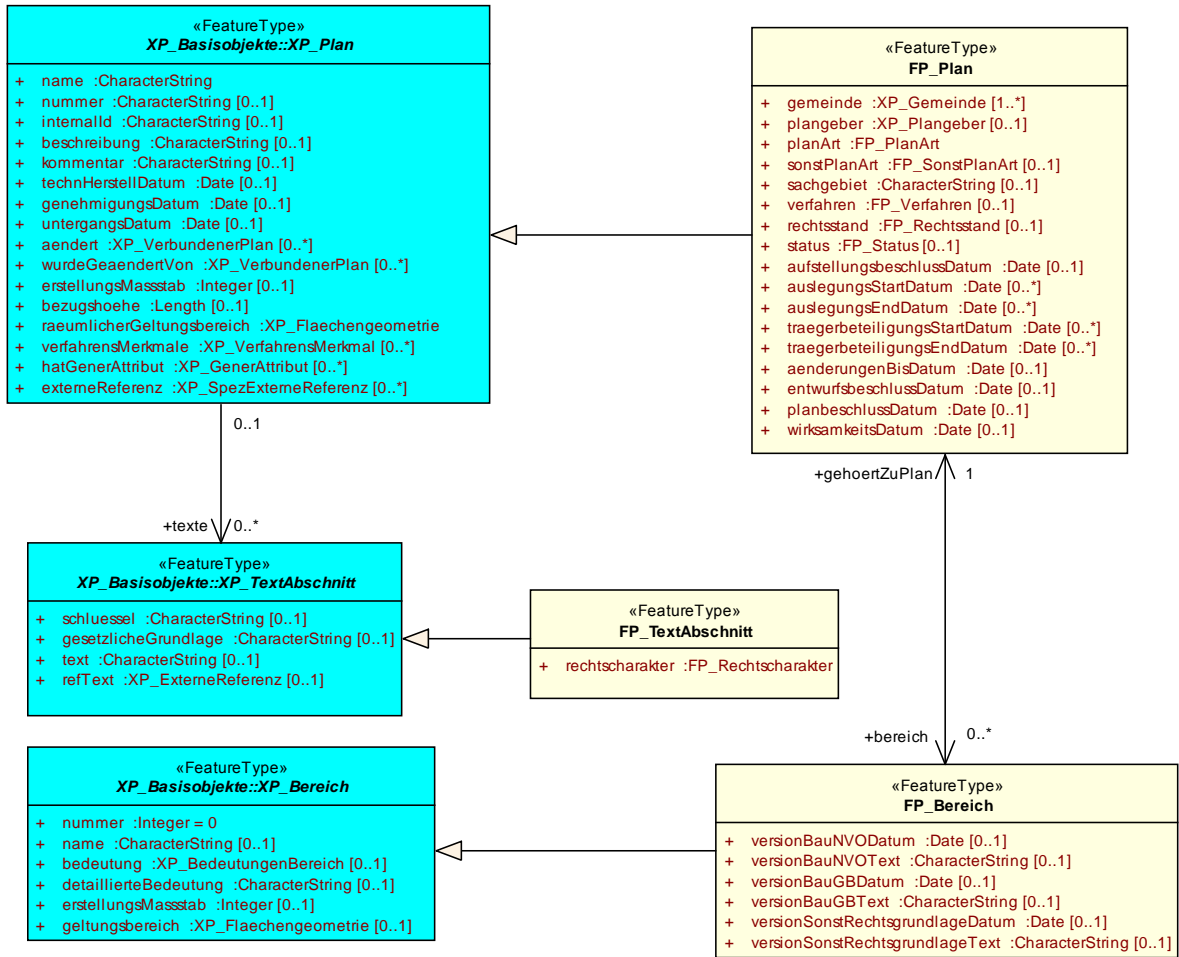 «FeatureType»
XP_Basisobjekte::XP_Plan
+ name :CharacterString
+ nummer :CharacterString [0..1]
+ internalId :CharacterString [0..1]
+ beschreibung :CharacterString [0..1]
+ kommentar :CharacterString [0..1]
+ technHerstellDatum :Date [0..1]
+ genehmigungsDatum :Date [0..1]
+ untergangsDatum :Date [0..1]
+ aendert :XP_VerbundenerPlan [0..*]
+ wurdeGeaendertVon :XP_VerbundenerPlan [0..*]
+ erstellungsMassstab :Integer [0..1]
+ bezugshoehe :Length [0..1]
+ raeumlicherGeltungsbereich :XP_Flaechengeometrie
+ verfahrensMerkmale :XP_VerfahrensMerkmal [0..*]
+ hatGenerAttribut :XP_GenerAttribut [0..*]
+ externeReferenz :XP_SpezExterneReferenz [0..*]
«FeatureType»
FP_Plan
+ gemeinde :XP_Gemeinde [1..*]
+ plangeber :XP_Plangeber [0..1]
+ planArt :FP_PlanArt
+ sonstPlanArt :FP_SonstPlanArt [0..1]
+ sachgebiet :CharacterString [0..1]
+ verfahren :FP_Verfahren [0..1]
+ rechtsstand :FP_Rechtsstand [0..1]
+ status :FP_Status [0..1]
+ aufstellungsbeschlussDatum :Date [0..1]
+ auslegungsStartDatum :Date [0..*]
+ auslegungsEndDatum :Date [0..*]
+ traegerbeteiligungsStartDatum :Date [0..*]
+ traegerbeteiligungsEndDatum :Date [0..*]
+ aenderungenBisDatum :Date [0..1]
+ entwurfsbeschlussDatum :Date [0..1]
+ planbeschlussDatum :Date [0..1]
+ wirksamkeitsDatum :Date [0..1]
0..1
+gehoertZuPlan 1
+texte 0..*
«FeatureType»
XP_Basisobjekte::XP_TextAbschnitt
+ schluessel :CharacterString [0..1]
+ gesetzlicheGrundlage :CharacterString [0..1]
+ text :CharacterString [0..1]
+ refText :XP_ExterneReferenz [0..1]
«FeatureType»
FP_TextAbschnitt
+ rechtscharakter :FP_Rechtscharakter
+bereich 0..*
«FeatureType»
XP_Basisobjekte::XP_Bereich
+ nummer :Integer = 0
+ name :CharacterString [0..1]
+ bedeutung :XP_BedeutungenBereich [0..1]
+ detaillierteBedeutung :CharacterString [0..1]
+ erstellungsMassstab :Integer [0..1]
+ geltungsbereich :XP_Flaechengeometrie [0..1]
«FeatureType»
FP_Bereich
+ versionBauNVODatum :Date [0..1]
+ versionBauNVOText :CharacterString [0..1]
+ versionBauGBDatum :Date [0..1]
+ versionBauGBText :CharacterString [0..1]
+ versionSonstRechtsgrundlageDatum :Date [0..1]
+ versionSonstRechtsgrundlageText :CharacterString [0..1]